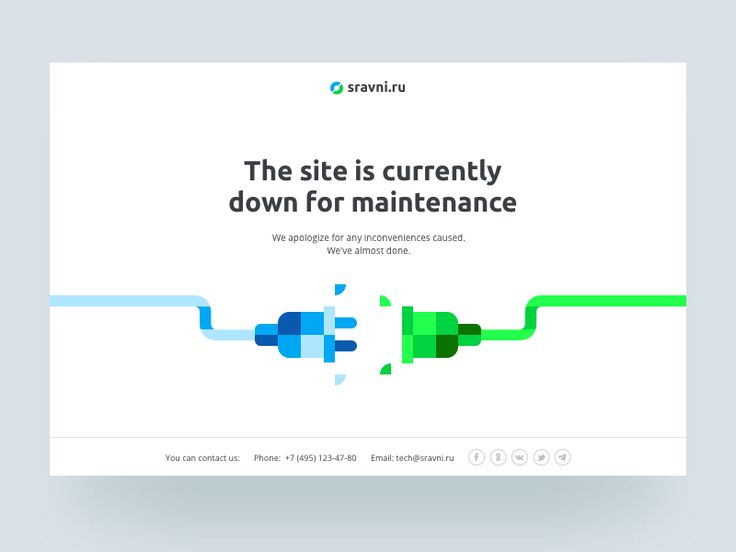 sravni.ru
The site is currently
down for maintenance
We apologize for any inconveniences caused.
We've almost done.
You can contact us: Phone: +7 (495) 123-47-80 Email: tech@sravni.ru